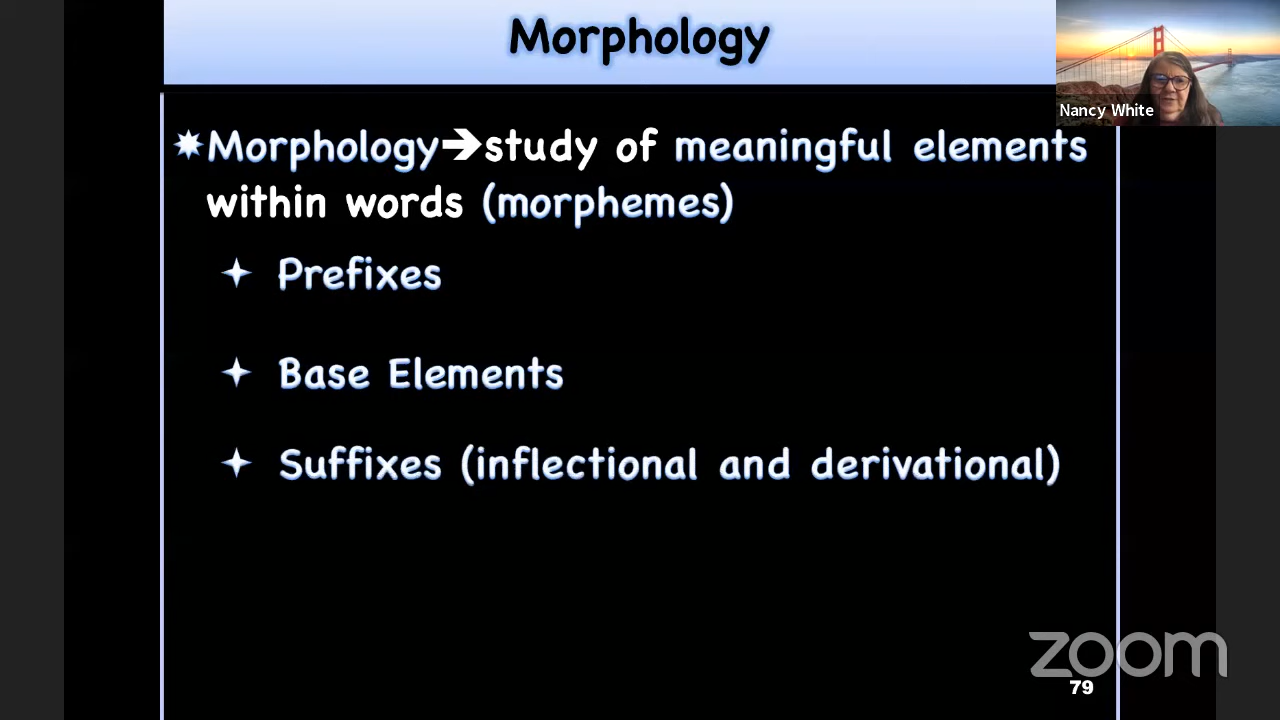 Morphology
Nancy White
Morphology➔study of meaningful elements
within words (morphemes)
Prefixes
Base Elements
Suffixes (inflectional and derivational)
zoom
79